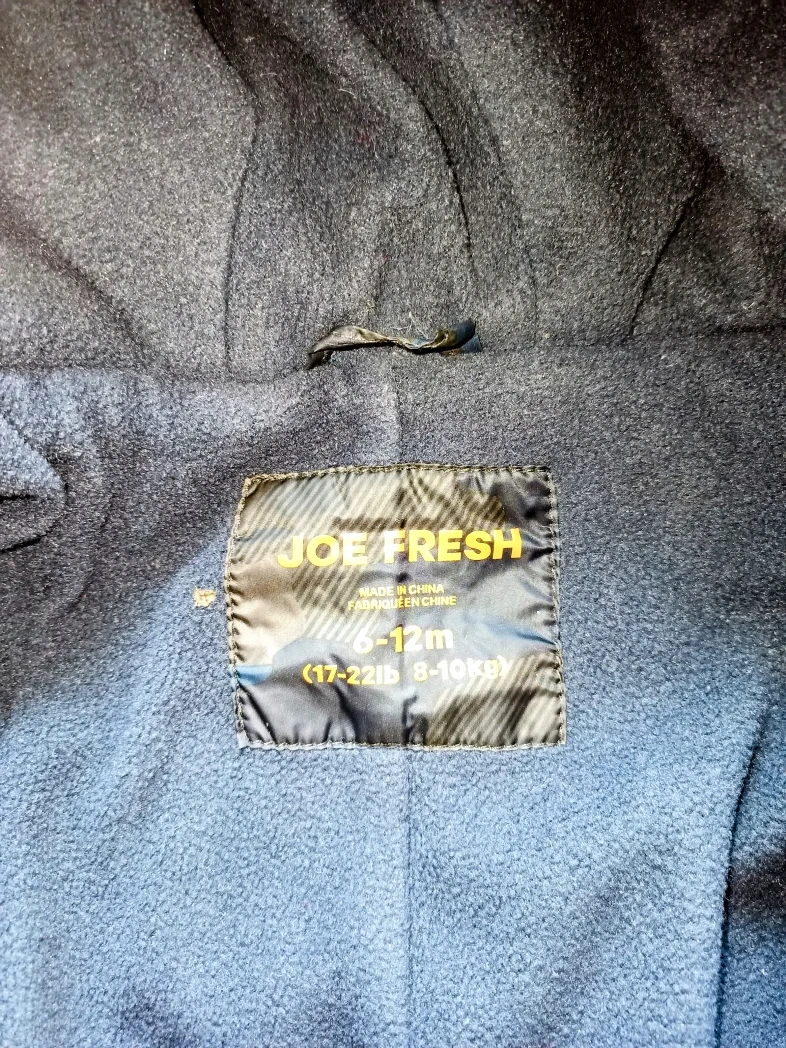 JOE FRESH
MADE IN CHINA
FABRIQUÉ EN CHINE
6-12m
(17-22lb 8-10kg)